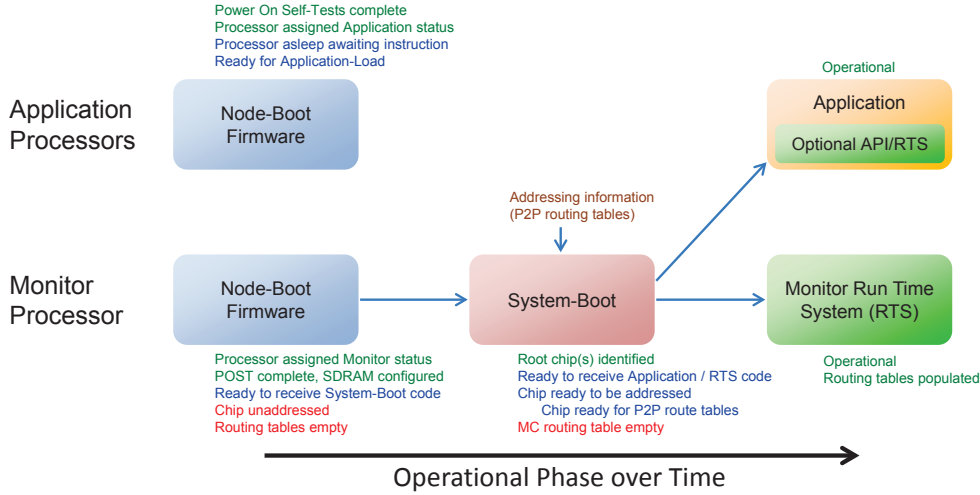 Power On Self-Tests complete
Processor assigned Application status
Processor asleep awaiting instruction
Ready for Application-Load
Operational
Application
Processors
Node-Boot
Firmware
Application
Optional API/RTS
Addressing information
(P2P routing tables)
Monitor
Processor
Node-Boot
Firmware
System-Boot
Monitor Run Time
System (RTS)
Processor assigned Monitor status
POST complete, SDRAM configured
Ready to receive System-Boot code
Chip unaddressed
Routing tables empty
Root chip(s) identified
Ready to receive Application / RTS code
Chip ready to be addressed
Chip ready for P2P route tables
MC routing table empty
Operational
Routing tables populated
Operational Phase over Time